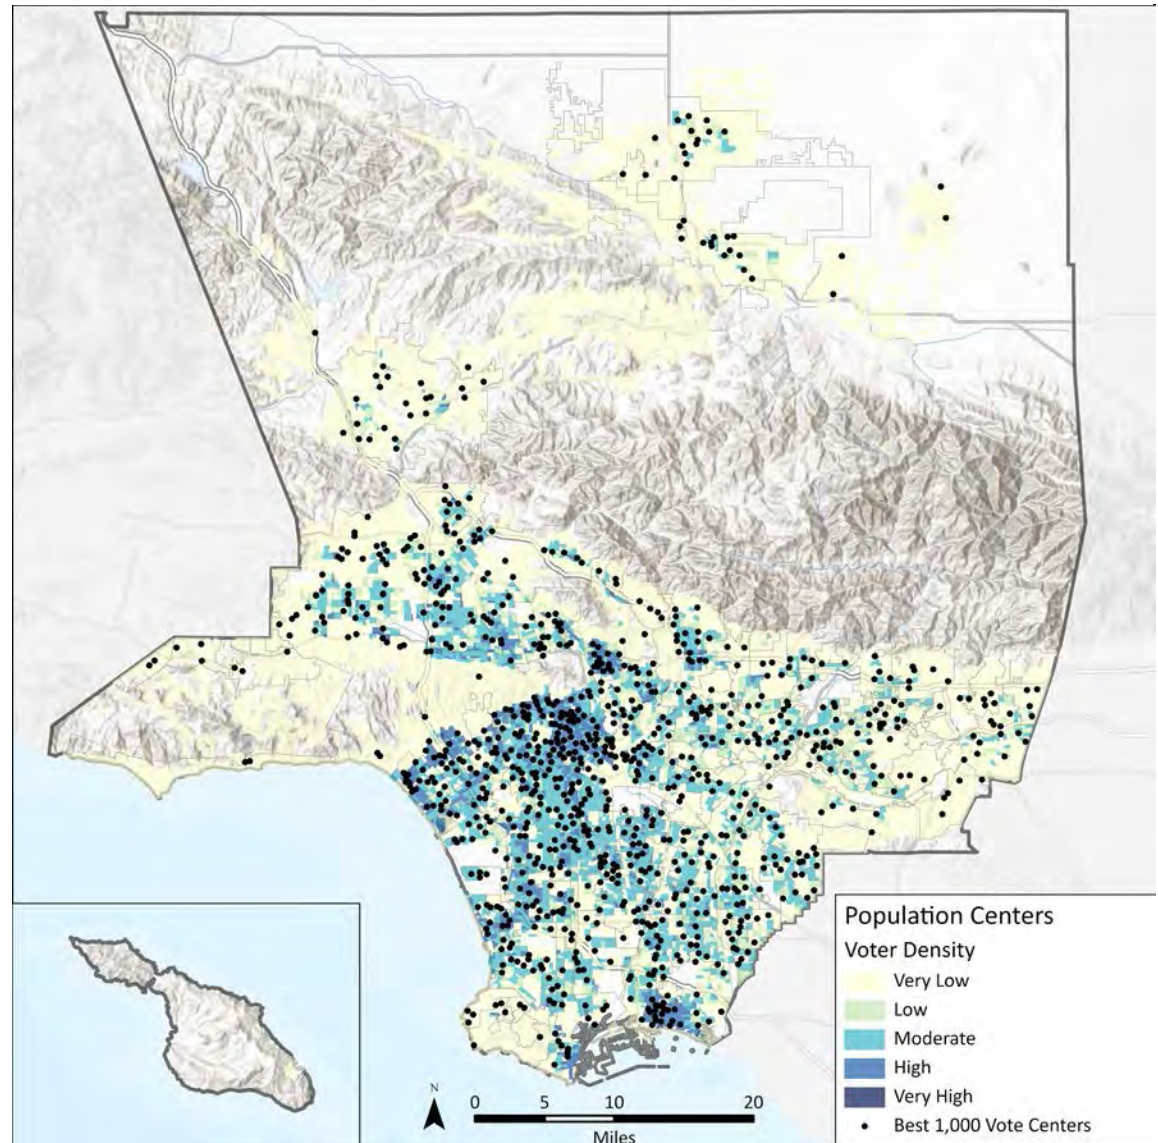 Population Centers
Voter Density
Very Low
Low
Moderate
High
Very High
Best 1,000 Vote Centers
N
0 5 10 20
Miles